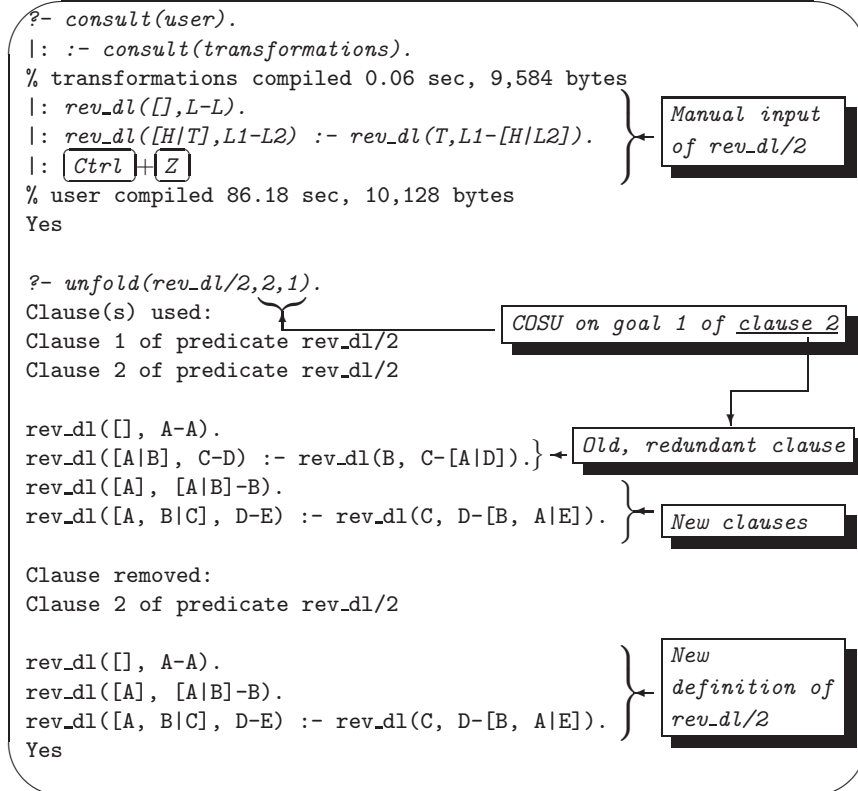 ?- consult(user).
|: :- consult(transformations).
% transformations compiled 0.06 sec, 9,584 bytes
|: rev_dl([],L-L).
|: rev_dl([H|T],L1-L2) :- rev_dl(T,L1-[H|L2]).
Manual input
of rev_dl/2
|: Ctrl+Z
% user compiled 86.18 sec, 10,128 bytes
Yes
?- unfold(rev_dl/2,2,1).
Clause(s) used:
COSU on goal 1 of clause 2
Clause 1 of predicate rev_dl/2
Clause 2 of predicate rev_dl/2
rev_dl([], A-A).
rev_dl([A|B], C-D) :- rev_dl(B, C-[A|D]).
Old, redundant clause
rev_dl([A], [A|B]-B).
rev_dl([A, B|C], D-E) :- rev_dl(C, D-[B, A|E]).
New clauses
Clause removed:
Clause 2 of predicate rev_dl/2
rev_dl([], A-A).
rev_dl([A], [A|B]-B).
rev_dl([A, B|C], D-E) :- rev_dl(C, D-[B, A|E]).
New
definition of
rev_dl/2
Yes